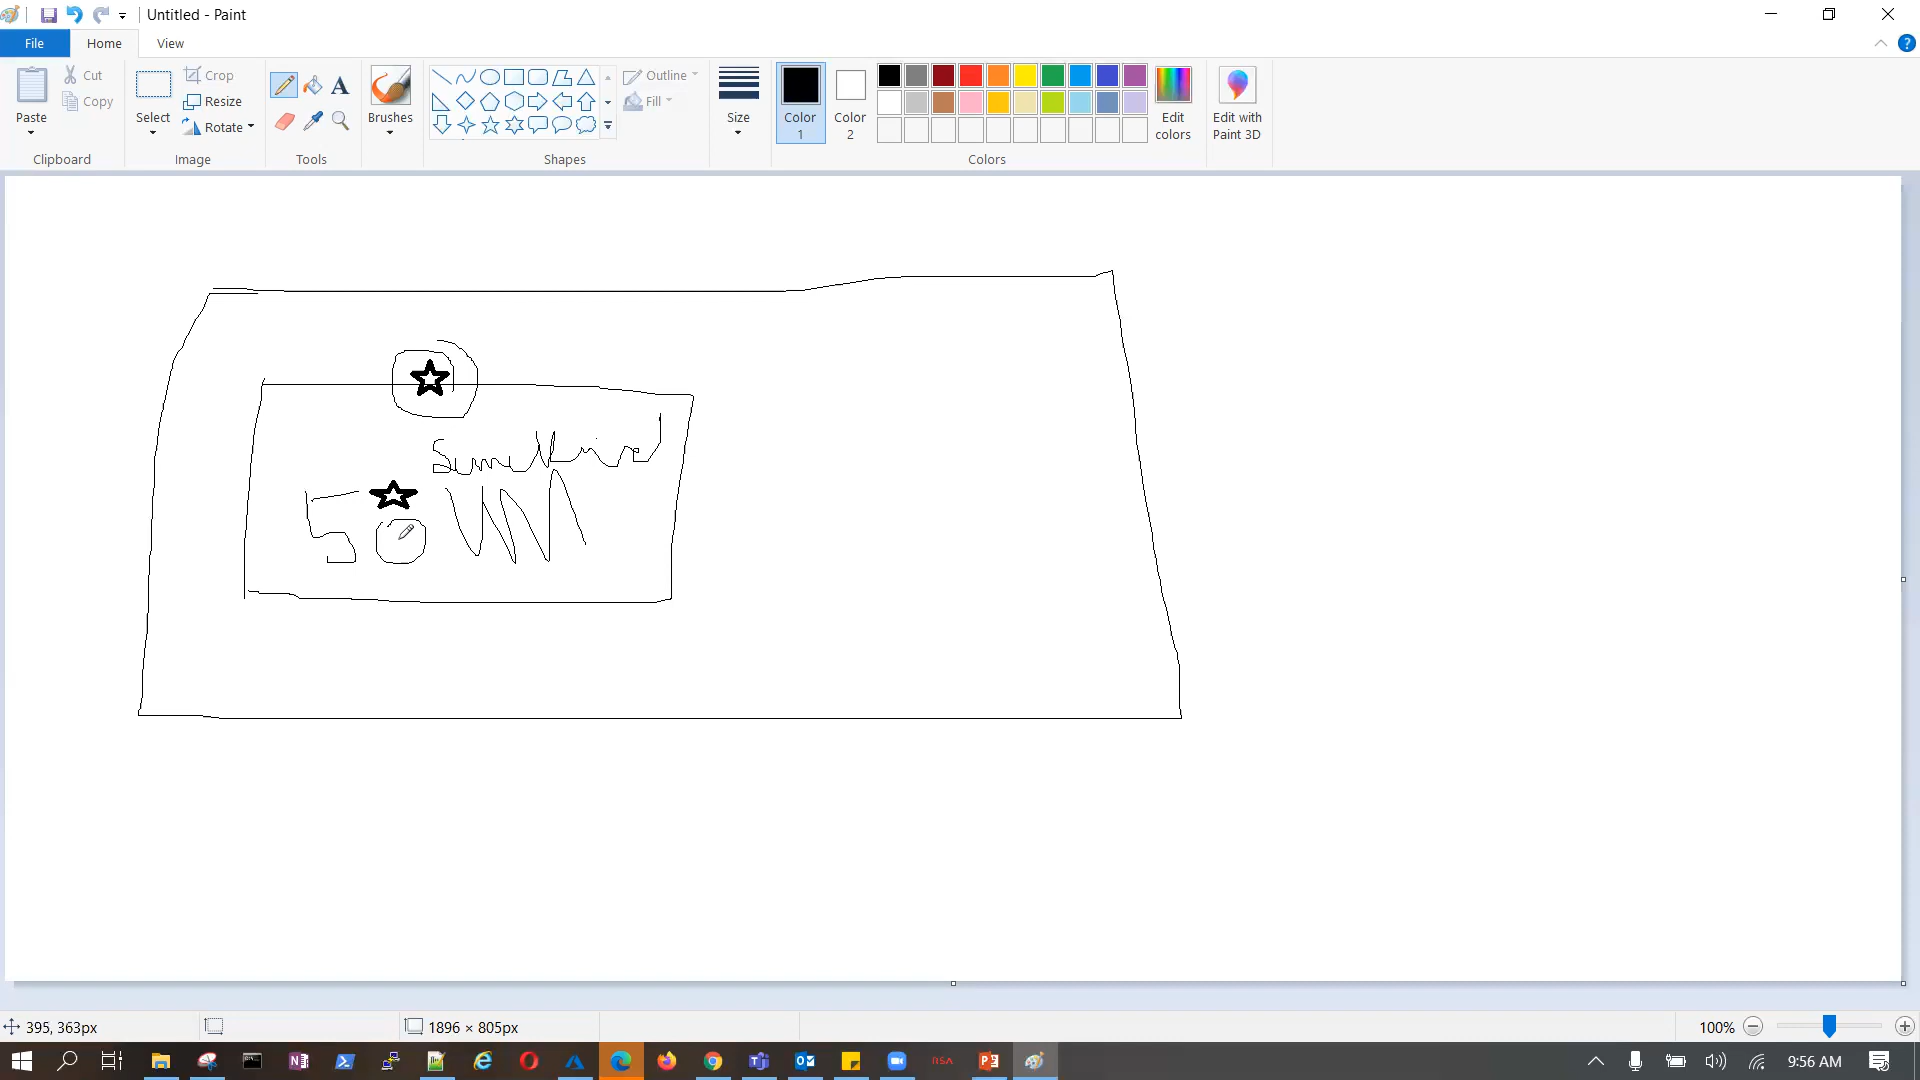 Untitled - Paint
File Home View
Cut
Copy
Paste
Clipboard
Select
Crop
Resize
Rotate
Image
Tools
Brushes
Outline
Fill
Shapes
Size
Color 1
Color 2
Edit colors
Colors
Edit with Paint 3D
50 VM
395, 363px
1896 × 805px
100%
9:56 AM